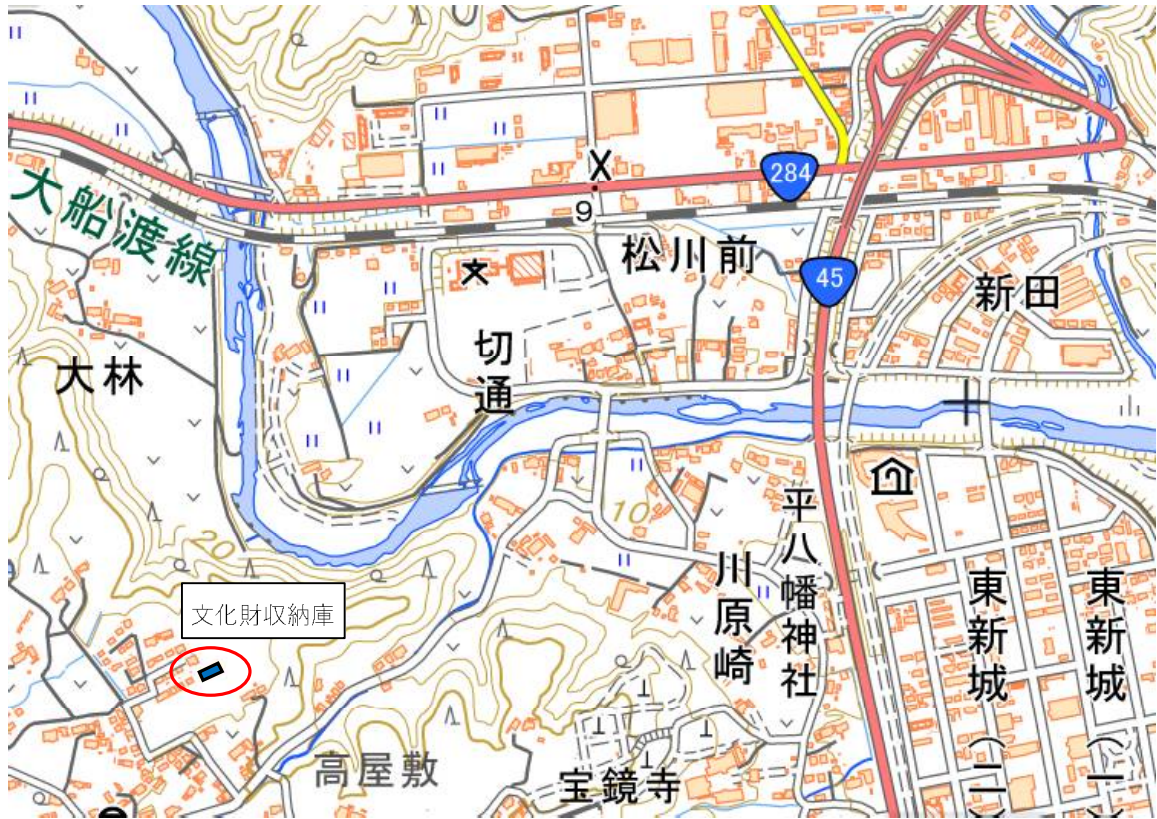 284
9
大船渡線
松川前
45
新田
大林
切通
文化財収納庫
20
10
平八幡神社
川原崎
東新城(二)
東新城(一)
高屋敷
宝鏡寺